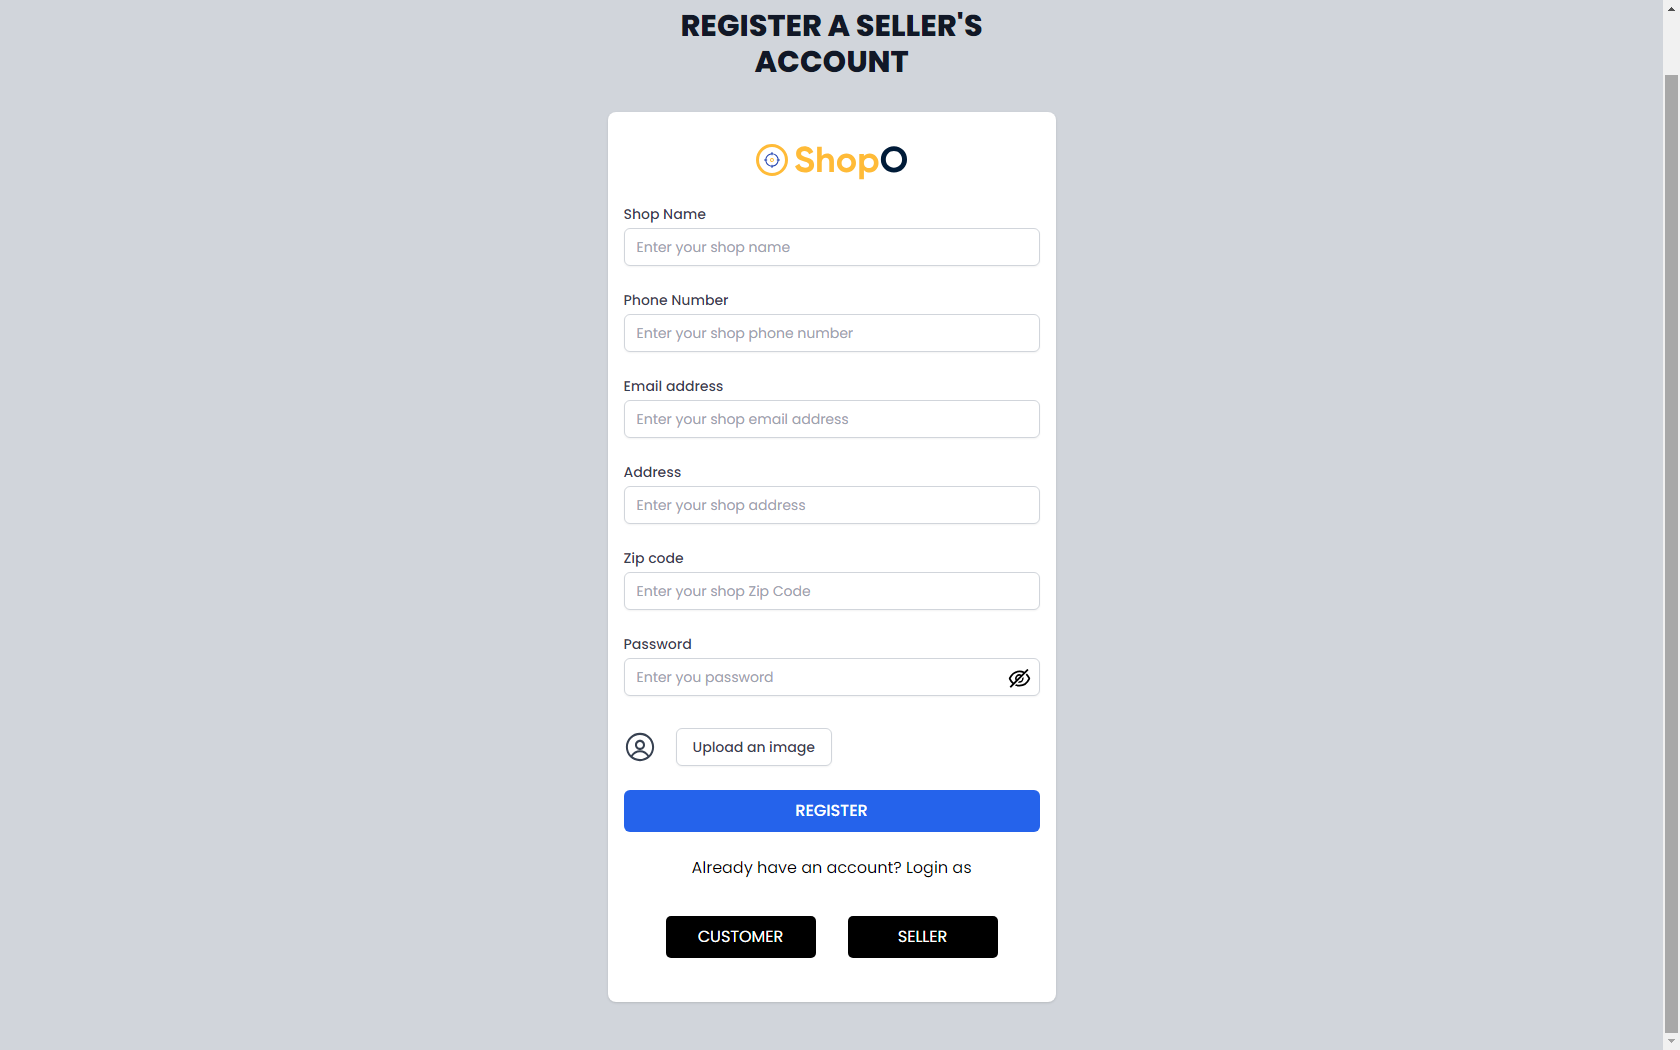 REGISTER A SELLER'S
ACCOUNT
ShopO
Shop Name
Enter your shop name
Phone Number
Enter your shop phone number
Email address
Enter your shop email address
Address
Enter your shop address
Zip code
Enter your shop Zip Code
Password
Enter you password
Upload an image
REGISTER
Already have an account? Login as
CUSTOMER
SELLER